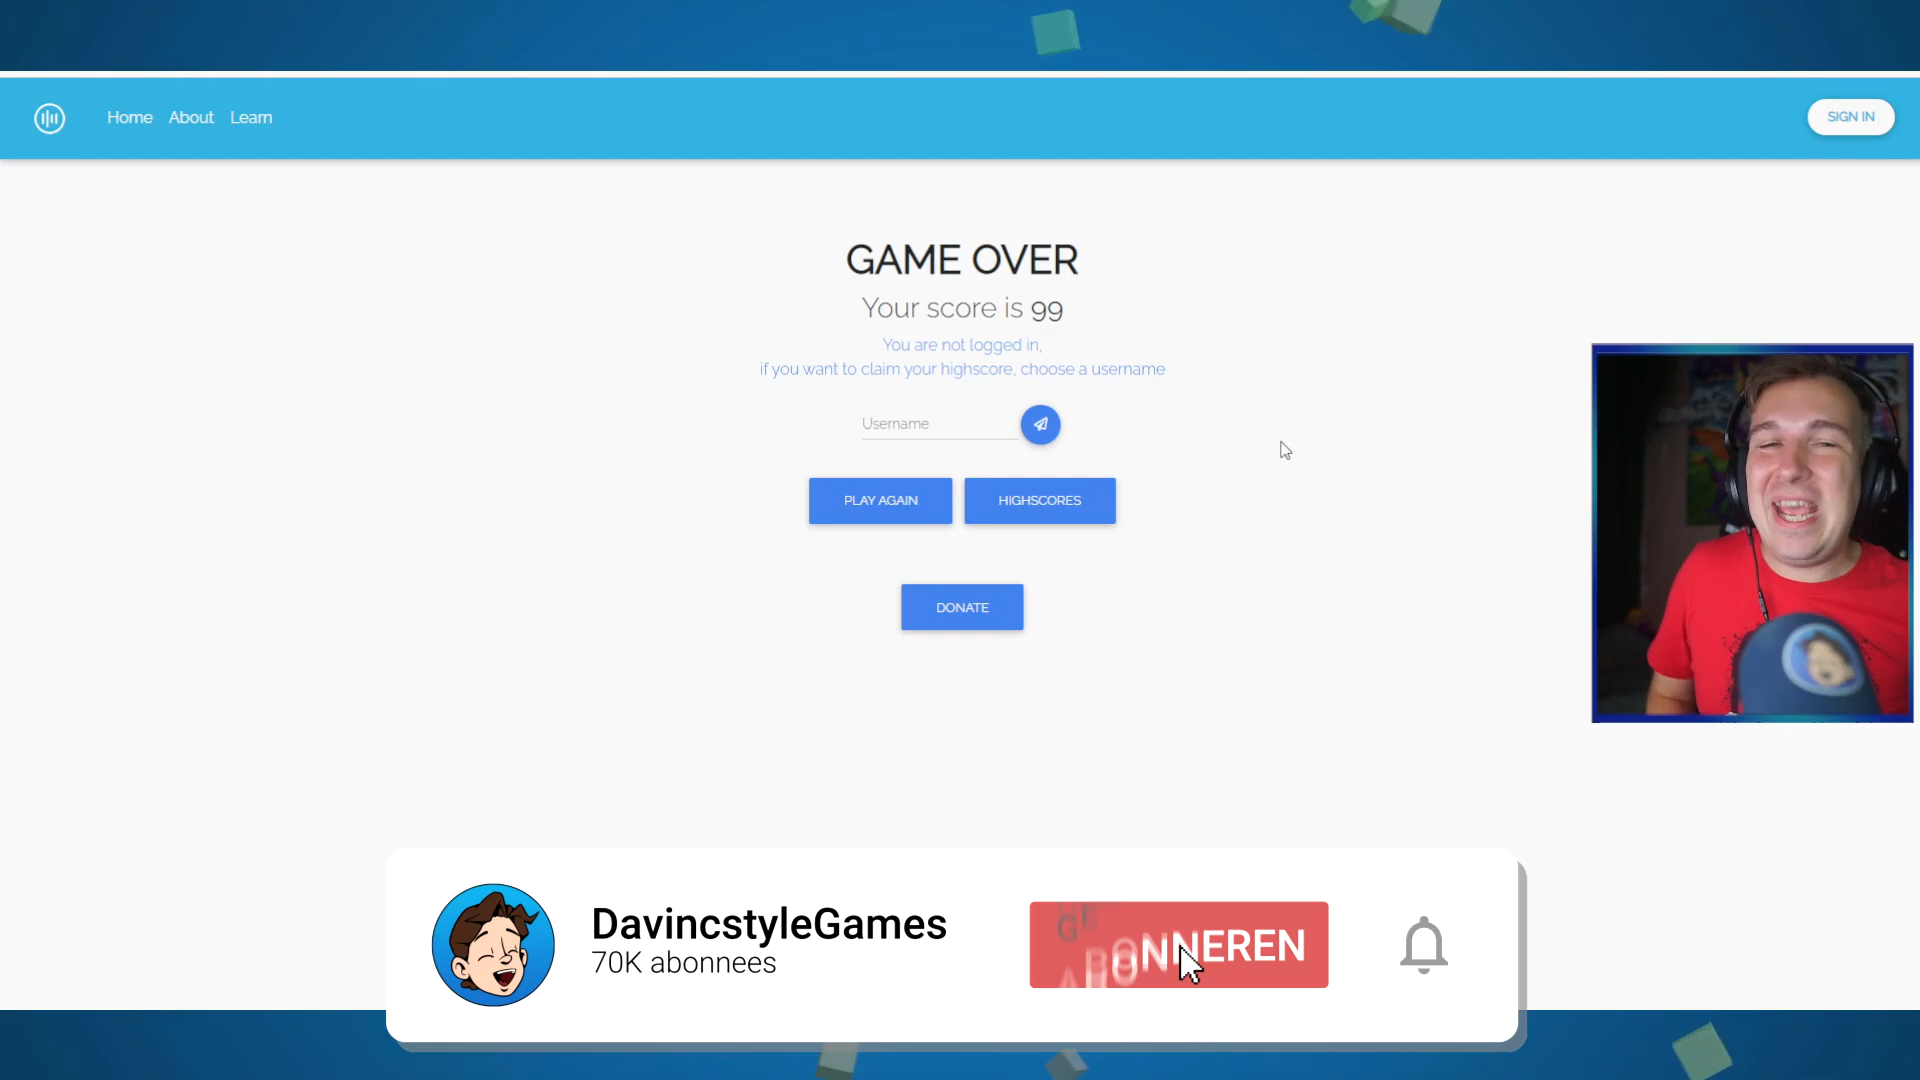 Home About Learn
SIGN IN
GAME OVER
Your score is 99
You are not logged in,
if you want to claim your highscore, choose a username
Username
PLAY AGAIN
HIGHSCORES
DONATE
DavincstyleGames
70K abonnees
ABONNEREN